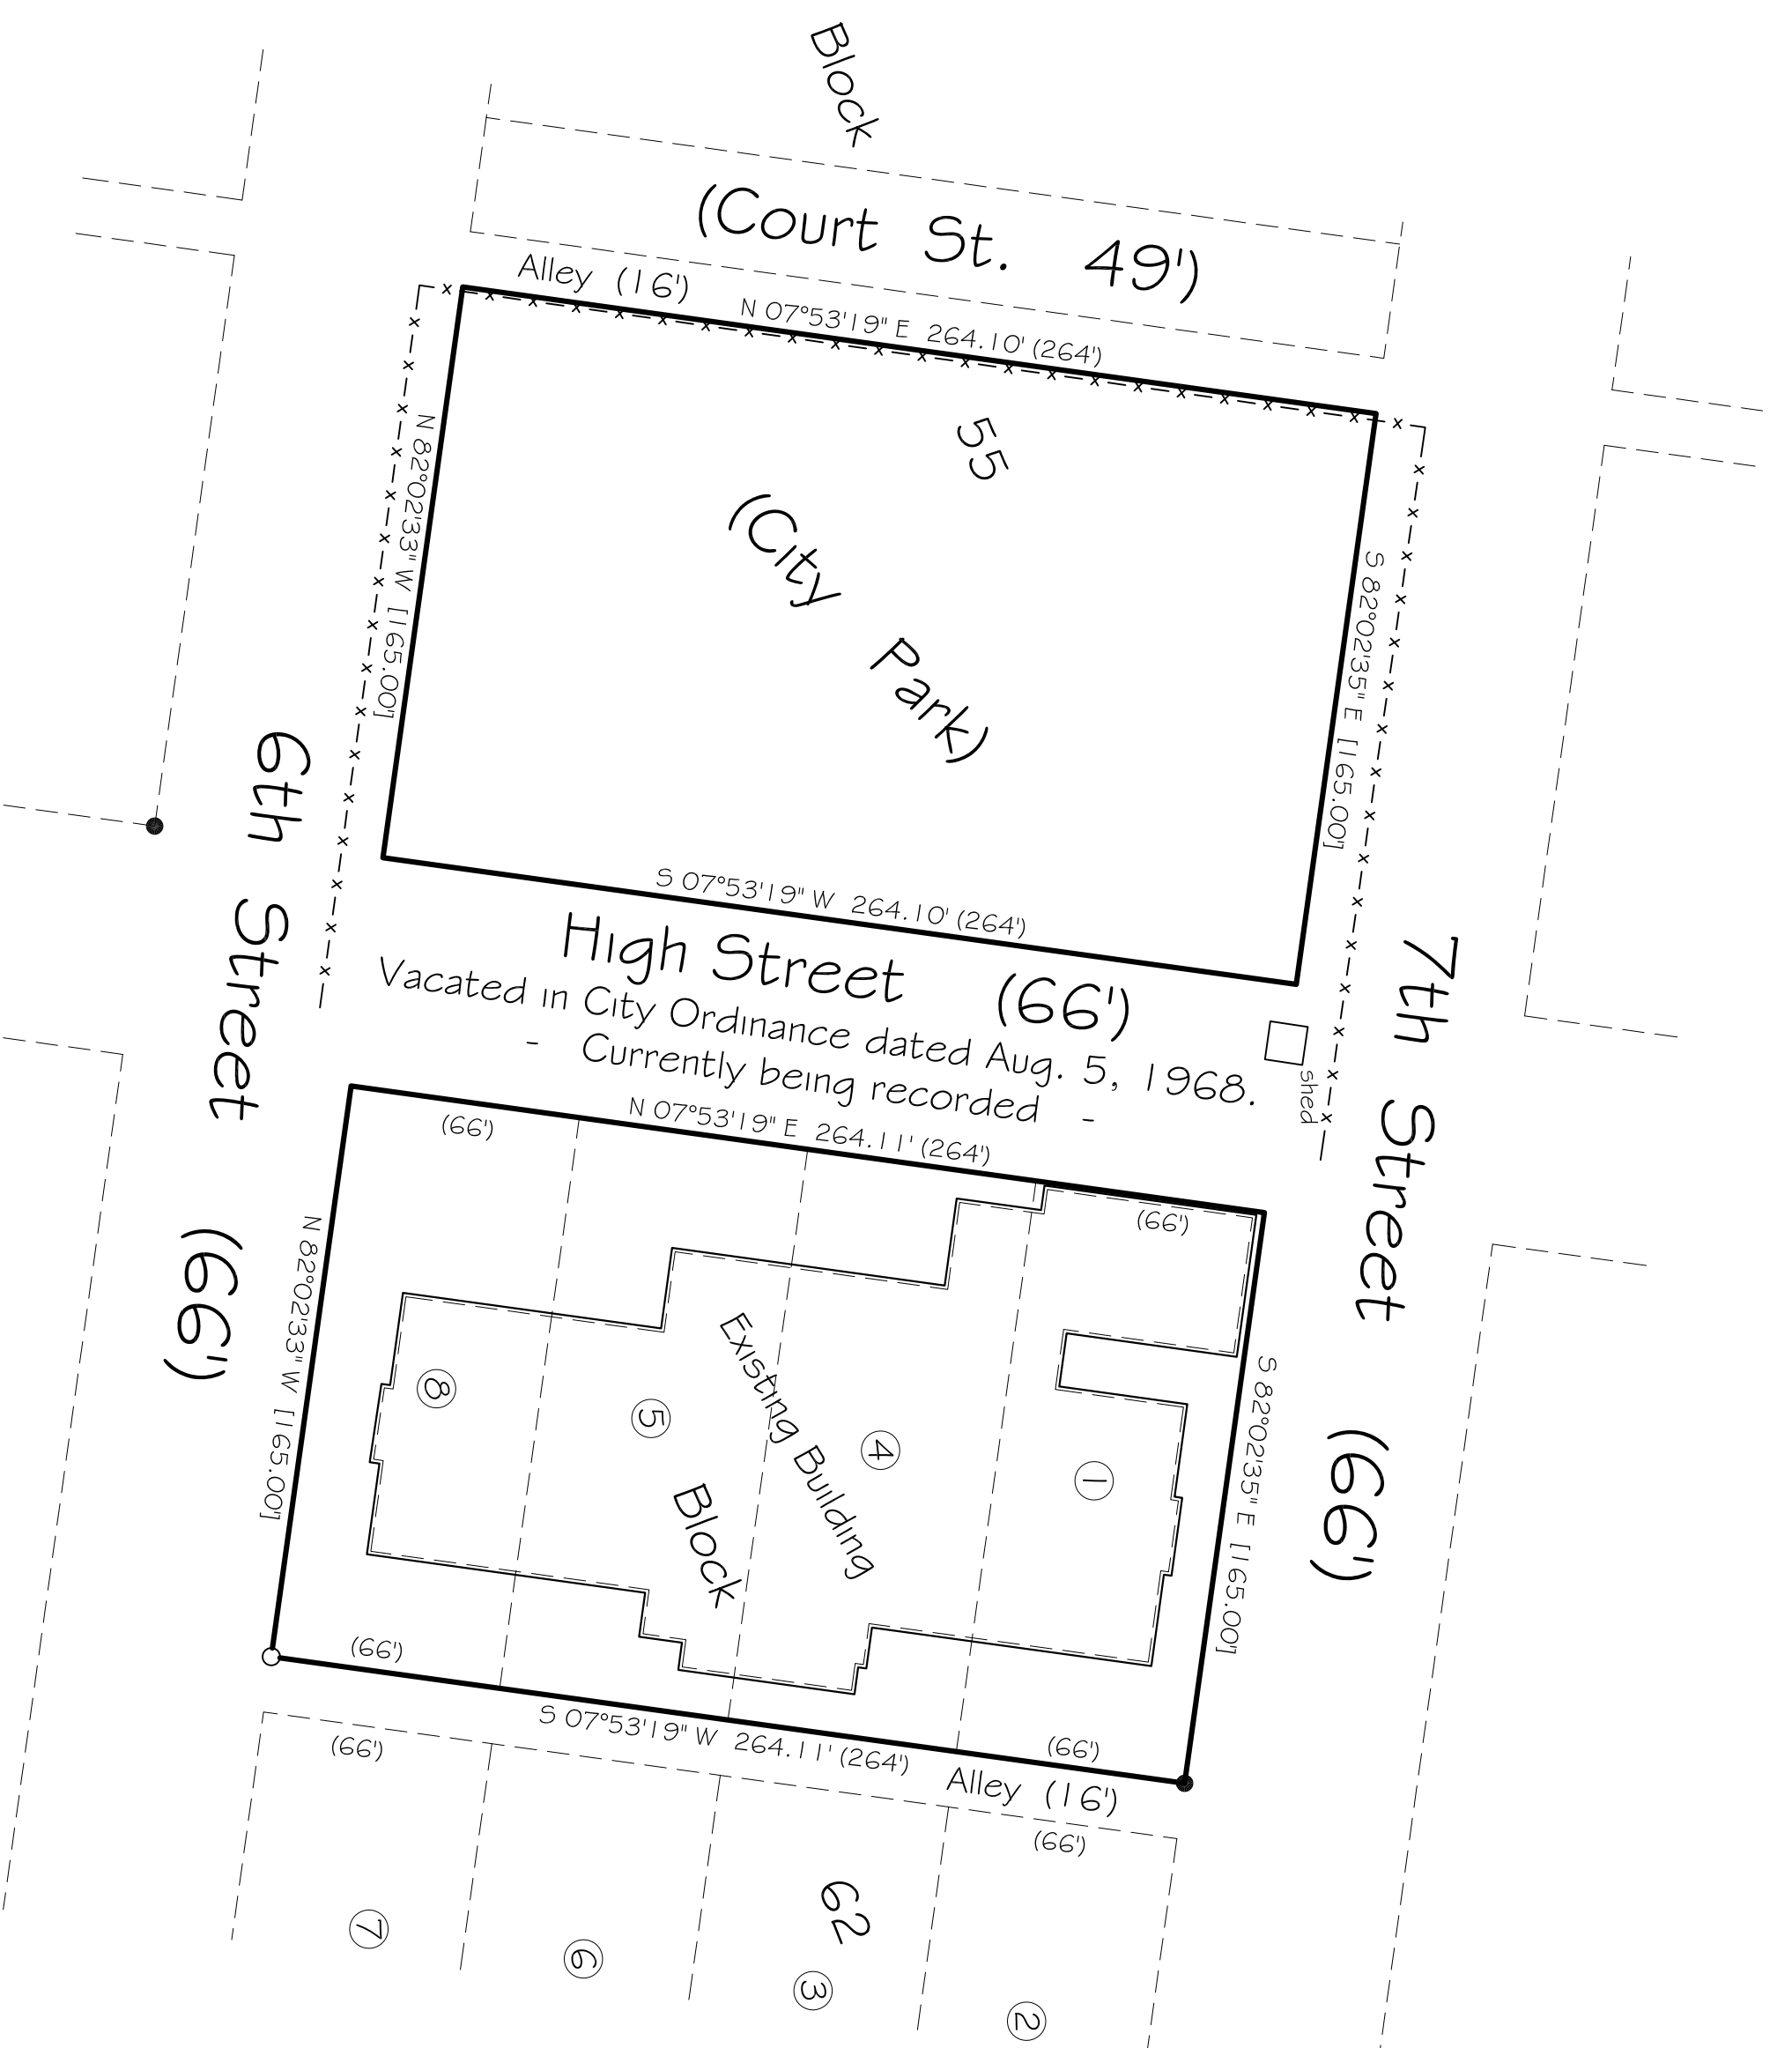 Block
(Court St. 49')
Alley (16')
N 07°53'19" E 264.10' (264')
55
(City Park)
N 82°02'33" W [165.00']
S 82°02'35" E [165.00']
S 07°53'19" W 264.10' (264')
6th Street (66')
7th Street (66')
High Street (66')
Vacated in City Ordinance dated Aug. 5, 1968.
- Currently being recorded -
shed
N 07°53'19" E 264.11' (264')
(66')
(66')
N 82°02'33" W [165.00']
S 82°02'35" E [165.00']
8
5
4
1
Existing Building
Block
(66')
(66')
S 07°53'19" W 264.11' (264')
Alley (16')
(66')
(66')
62
7
6
3
2